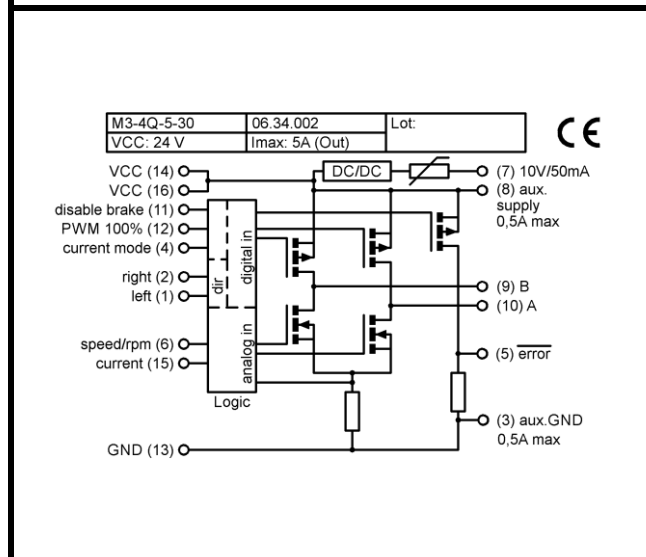 M3-4Q-5-30 06.34.002 Lot:
VCC: 24 V Imax: 5A (Out)
CE
VCC (14)
VCC (16)
disable brake (11)
PWM 100% (12)
current mode (4)
right (2)
left (1)
speed/rpm (6)
current (15)
GND (13)
dir
digital in
analog in
Logic
DC/DC
(7) 10V/50mA
(8) aux.
supply
0,5A max
(9) B
(10) A
(5) error
(3) aux.GND
0,5A max